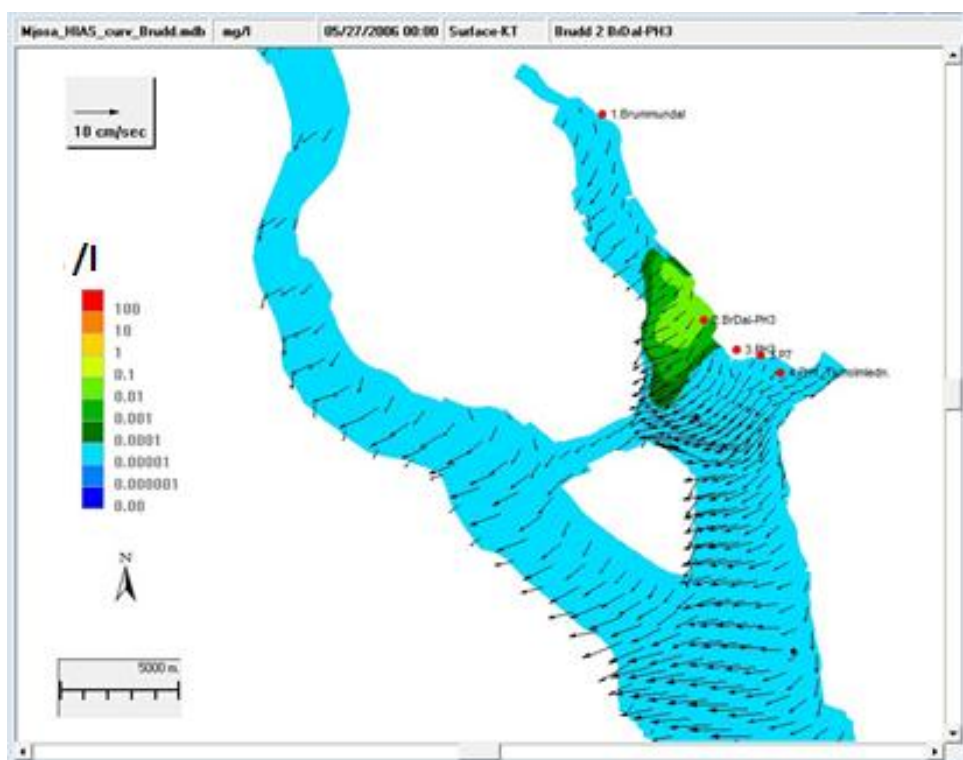 Mjosa_HIAS_curv_Brudd.mdb mg/l 05/27/2006 00:00 Surface-KT Brudd 2 BrDal-PH3
10 cm/sec
1.Brummundal
/l
100
10
1
0.1
0.01
0.001
0.0001
0.00001
0.000001
0.00
2.BrDal-PH3
N
5000 m.